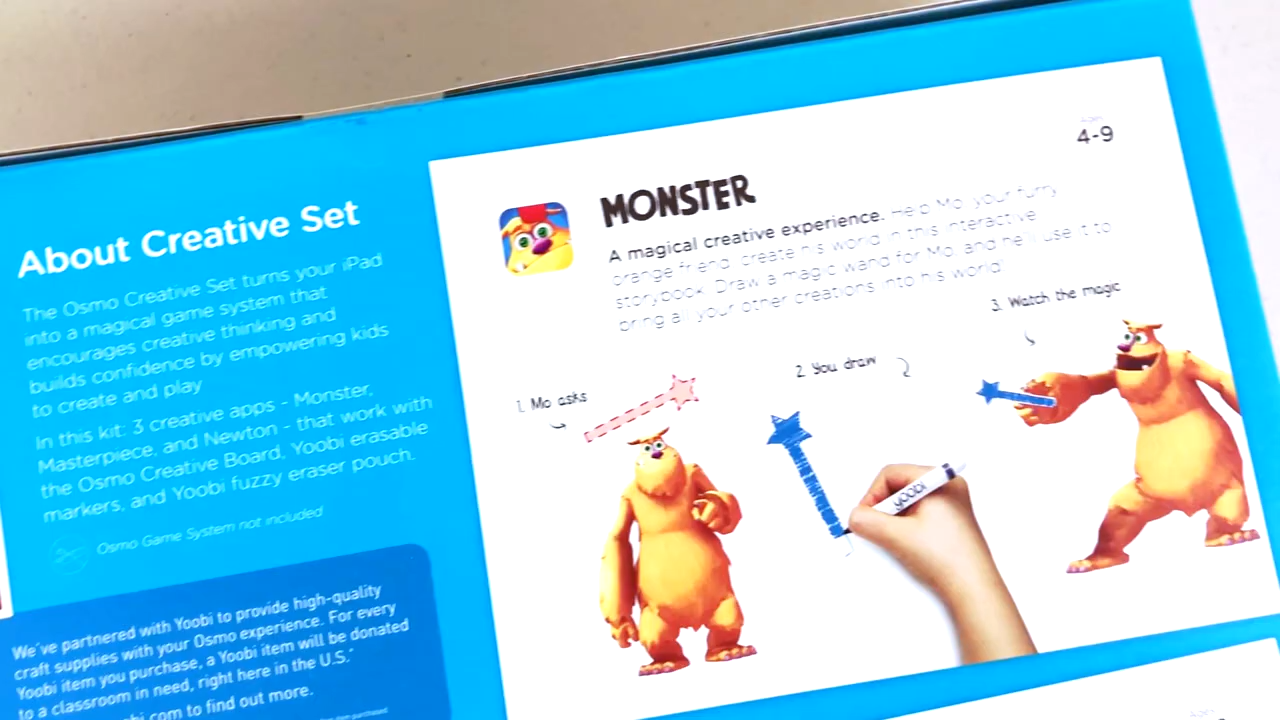 About Creative Set
The Osmo Creative Set turns your iPad
into a magical game system that
encourages creative thinking and
builds confidence by empowering kids
to create and play
In this kit: 3 creative apps - Monster,
Masterpiece, and Newton - that work with
the Osmo Creative Board, Yoobi erasable
markers, and Yoobi fuzzy eraser pouch.
Osmo Game System not included
We've partnered with Yoobi to provide high-quality
craft supplies with your Osmo experience. For every
Yoobi item you purchase, a Yoobi item will be donated
to a classroom in need, right here in the U.S.*
bi.com to find out more.
4-9
MONSTER
A magical creative experience. Help Mo, your furry
orange friend, create his world in this interactive
storybook. Draw a magic wand for Mo, and he'll use it to
bring all your other creations into his world!
1. Mo asks
2. You draw
3. Watch the magic
yoobi